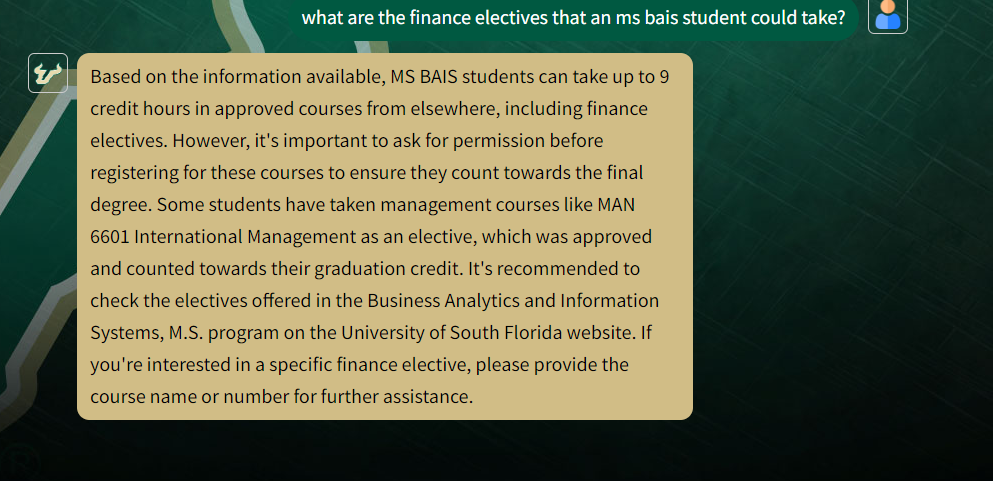 what are the finance electives that an ms bais student could take?
Based on the information available, MS BAIS students can take up to 9
credit hours in approved courses from elsewhere, including finance
electives. However, it's important to ask for permission before
registering for these courses to ensure they count towards the final
degree. Some students have taken management courses like MAN
6601 International Management as an elective, which was approved
and counted towards their graduation credit. It's recommended to
check the electives offered in the Business Analytics and Information
Systems, M.S. program on the University of South Florida website. If
you're interested in a specific finance elective, please provide the
course name or number for further assistance.